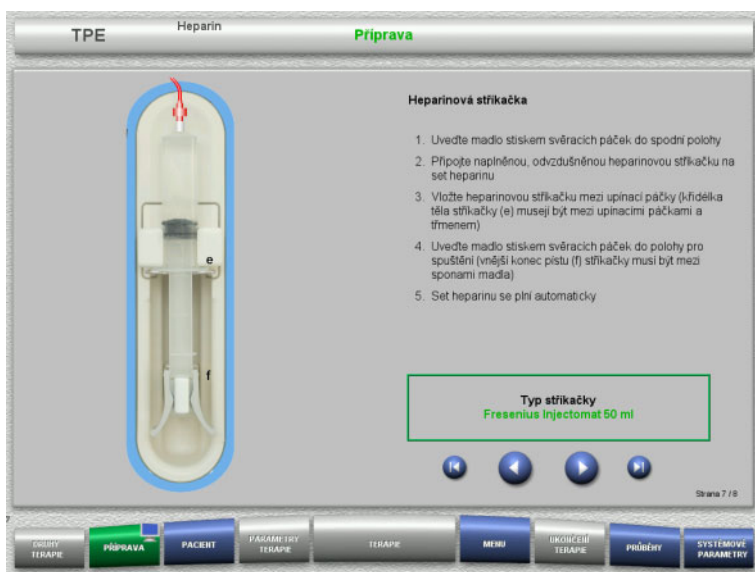 TPE
Heparin
Příprava
Heparinová stříkačka
1. Uveďte madlo stiskem svěracích páček do spodní polohy
2. Připojte naplněnou, odvzdušněnou heparinovou stříkačku na
set heparinu
3. Vložte heparinovou stříkačku mezi upínací páčky (křidélka
těla stříkačky (e) musejí být mezi upínacími páčkami a
třmenem)
4. Uveďte madlo stiskem svěracích páček do polohy pro
spuštění (vnější konec pístu (f) stříkačky musí být mezi
sponami madla)
5. Set heparinu se plní automaticky
e
f
Typ stříkačky
Fresenius Injectomat 50 ml
Strana 7 / 8
DRUHY
TERAPIE
PŘÍPRAVA
PACIENT
PARAMETRY
TERAPIE
TERAPIE
MENU
UKONČENÍ
TERAPIE
PRŮBĚHY
SYSTÉMOVÉ
PARAMETRY